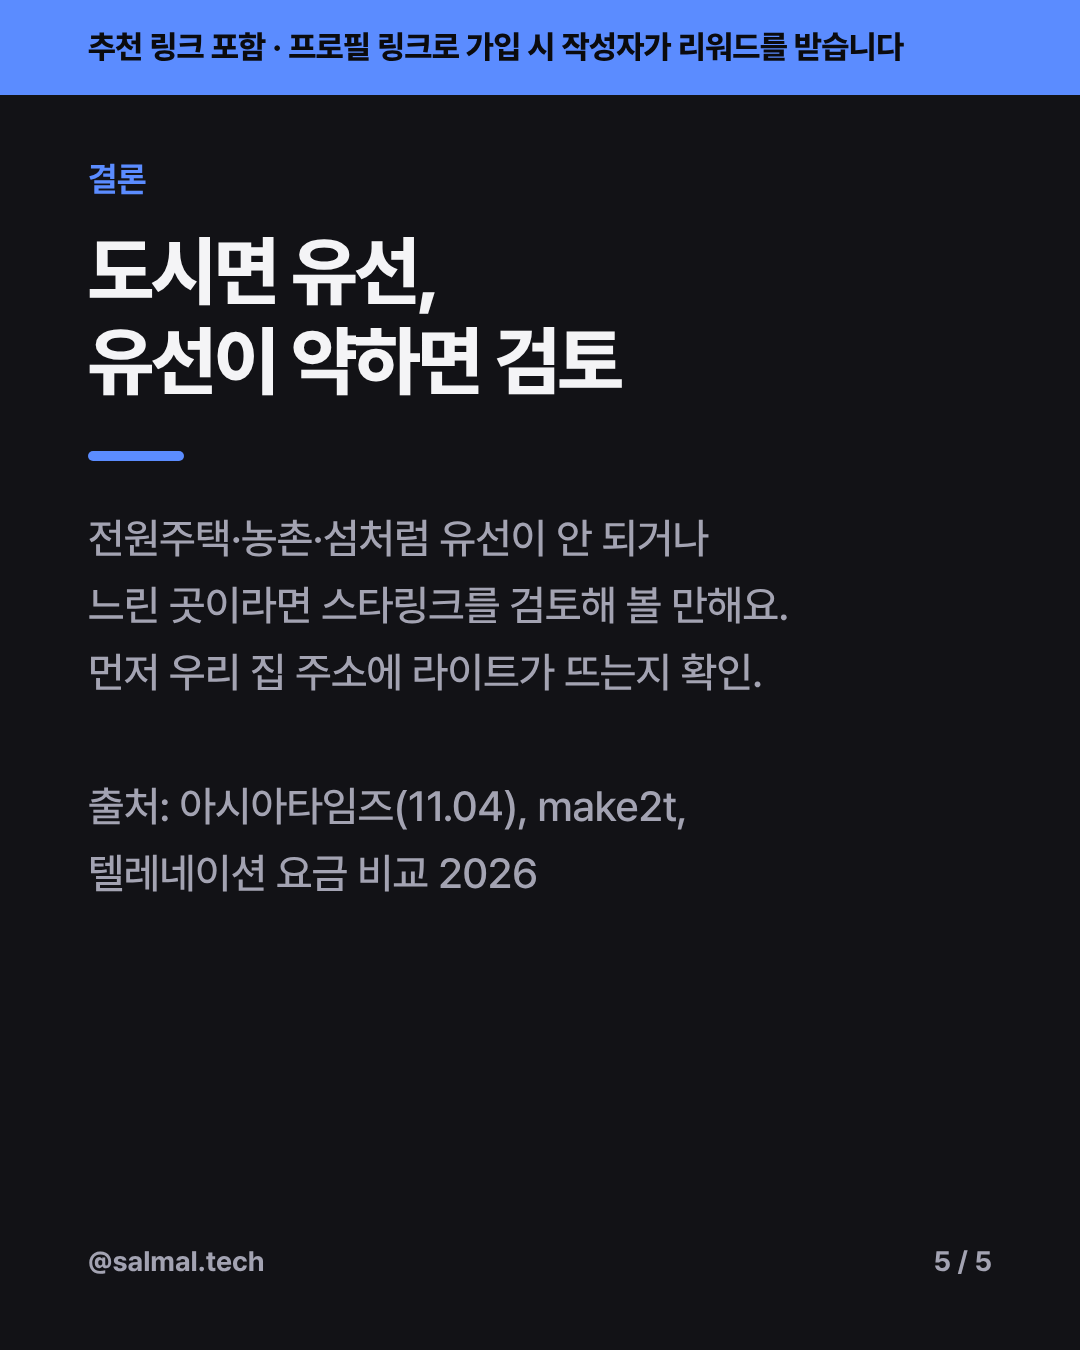 추천 링크 포함 · 프로필 링크로 가입 시 작성자가 리워드를 받습니다
결론
도시면 유선,
유선이 약하면 검토
전원주택·농촌·섬처럼 유선이 안 되거나
느린 곳이라면 스타링크를 검토해 볼 만해요.
먼저 우리 집 주소에 라이트가 뜨는지 확인.
출처: 아시아타임즈(11.04), make2t,
텔레네이션 요금 비교 2026
@salmal.tech
5 / 5